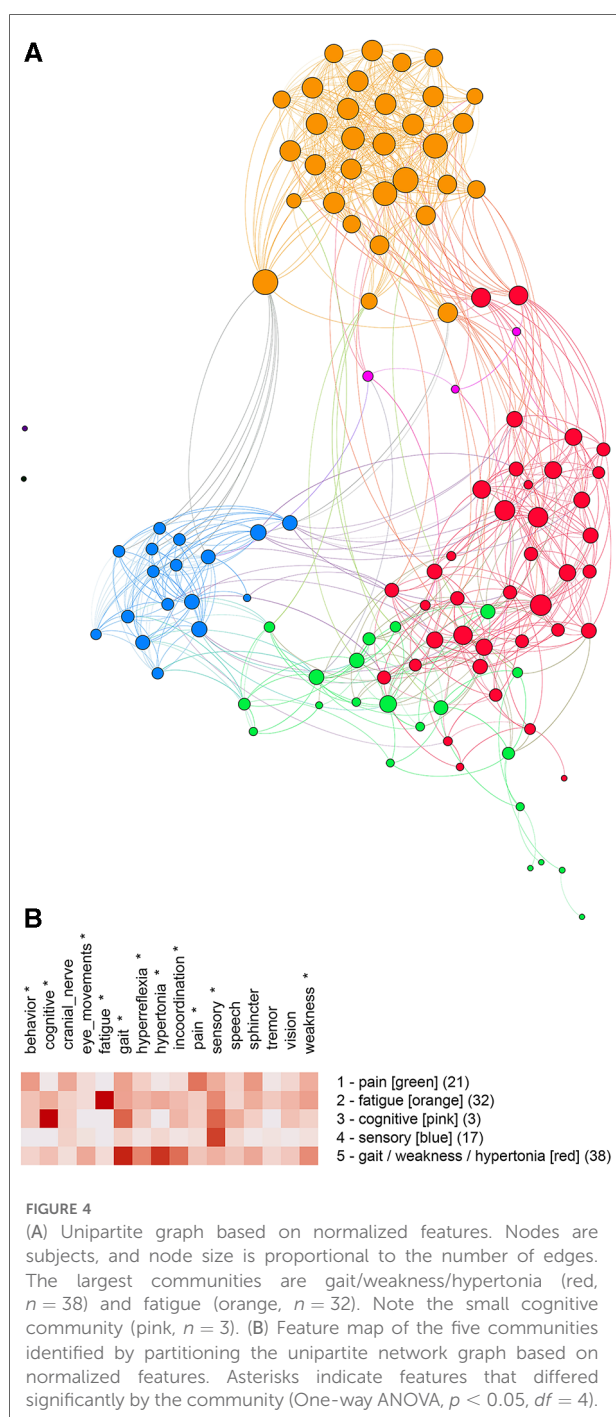 A
B
behavior *
cognitive *
cranial_nerve
eye_movements *
fatigue *
gait *
hyperreflexia *
hypertonia *
incoordination *
pain *
sensory *
speech
sphincter
tremor
vision
weakness *
1 - pain [green] (21)
2 - fatigue [orange] (32)
3 - cognitive [pink] (3)
4 - sensory [blue] (17)
5 - gait / weakness / hypertonia [red] (38)
FIGURE 4
(A) Unipartite graph based on normalized features. Nodes are
subjects, and node size is proportional to the number of edges.
The largest communities are gait/weakness/hypertonia (red,
n = 38) and fatigue (orange, n = 32). Note the small cognitive
community (pink, n = 3). (B) Feature map of the five communities
identified by partitioning the unipartite network graph based on
normalized features. Asterisks indicate features that differed
significantly by the community (One-way ANOVA, p < 0.05, df = 4).